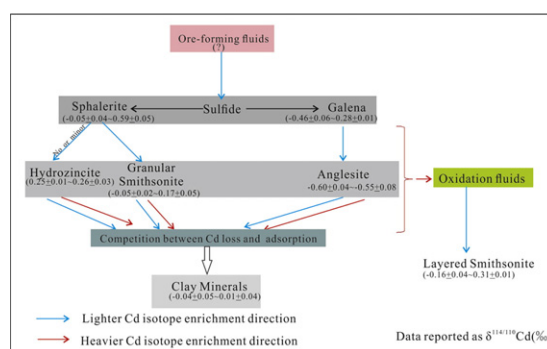 Ore-forming fluids
(?)
Sphalerite Sulfide Galena
(-0.05±0.04~0.59±0.05) (-0.46±0.06~0.28±0.01)
No or minor
Hydrozincite Granular Smithsonite Anglesite
(0.25±0.01~0.26±0.03) (-0.05±0.02~0.17±0.05) -0.60±0.04~-0.55±0.08
Oxidation fluids
Competition between Cd loss and adsorption
Layered Smithsonite
(-0.16±0.04~0.31±0.01)
Clay Minerals
(-0.04±0.05~0.01±0.04)
Lighter Cd isotope enrichment direction
Heavier Cd isotope enrichment direction
Data reported as δ114/110Cd(‰